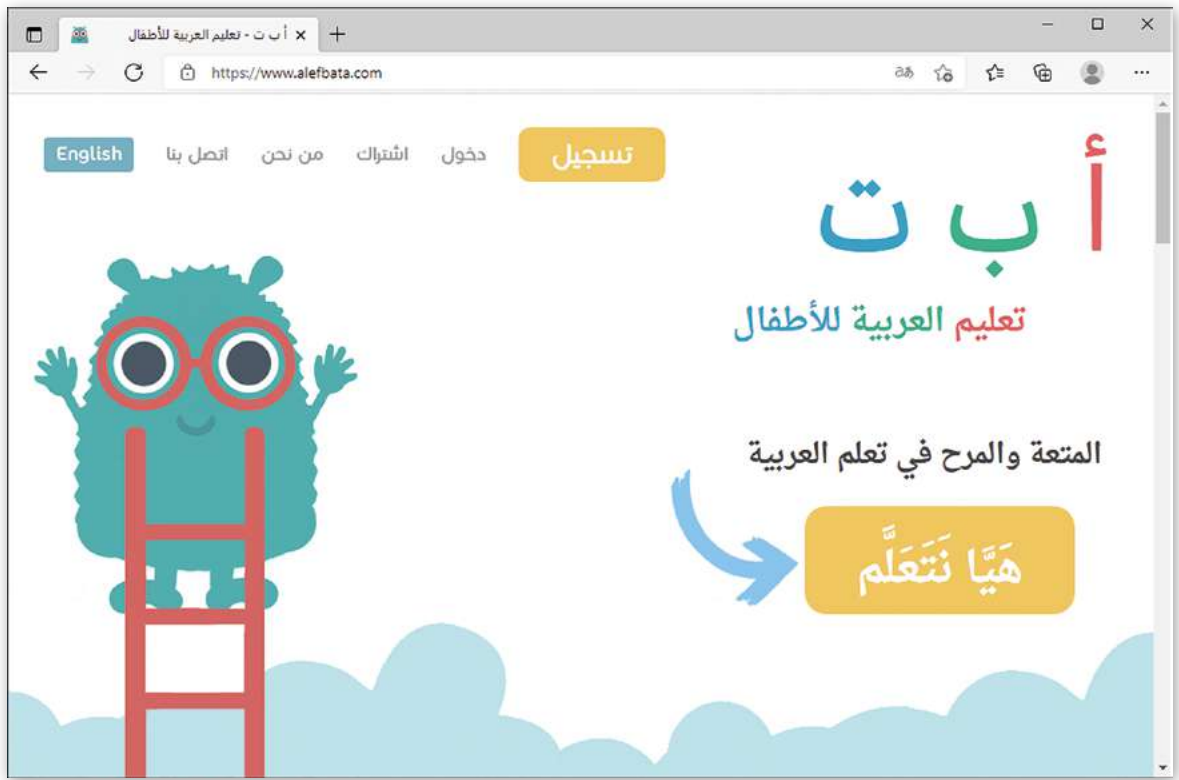 أ ب ت - تعليم العربية للأطفال
https://www.alefbata.com
تسجيل دخول اشتراك من نحن اتصل بنا English
أ ب ت
تعليم العربية للأطفال
المتعة والمرح في تعلم العربية
هَيَّا نَتَعَلَّم